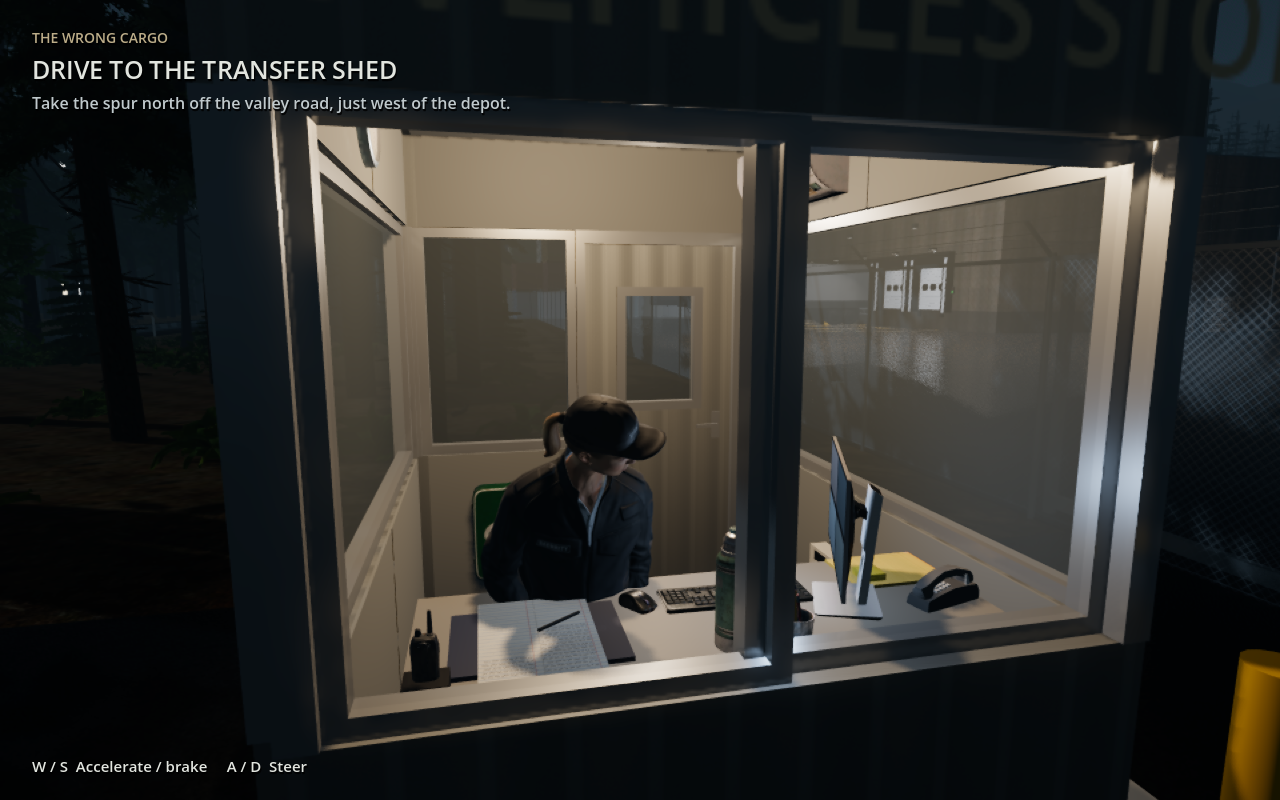 THE WRONG CARGO
DRIVE TO THE TRANSFER SHED
Take the spur north off the valley road, just west of the depot.
VEHICLES
W / S Accelerate / brake A / D Steer